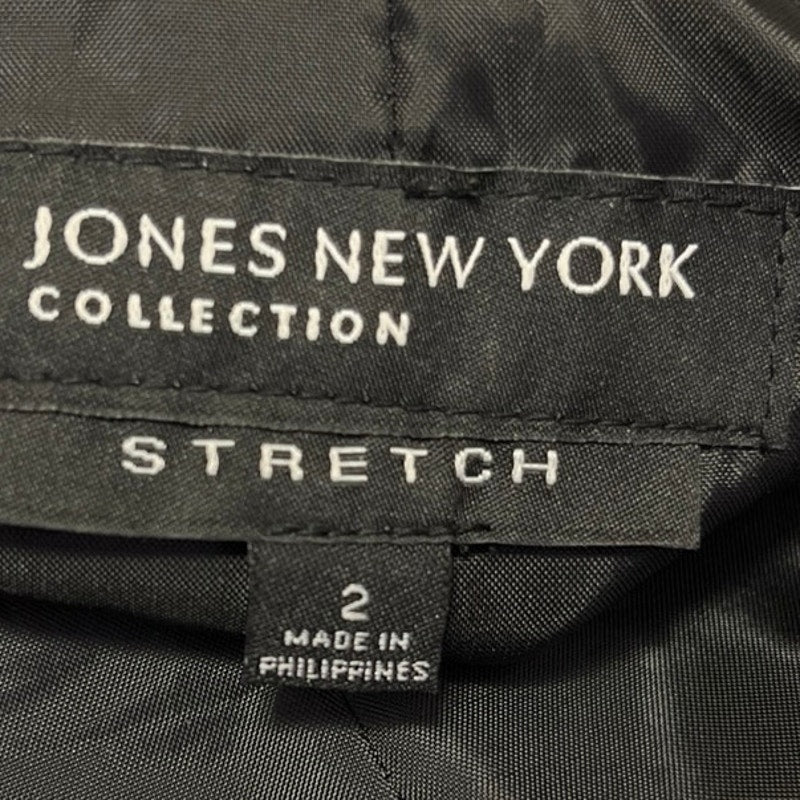 JONES NEW YORK
COLLECTION
STRETCH
2
MADE IN
PHILIPPINES